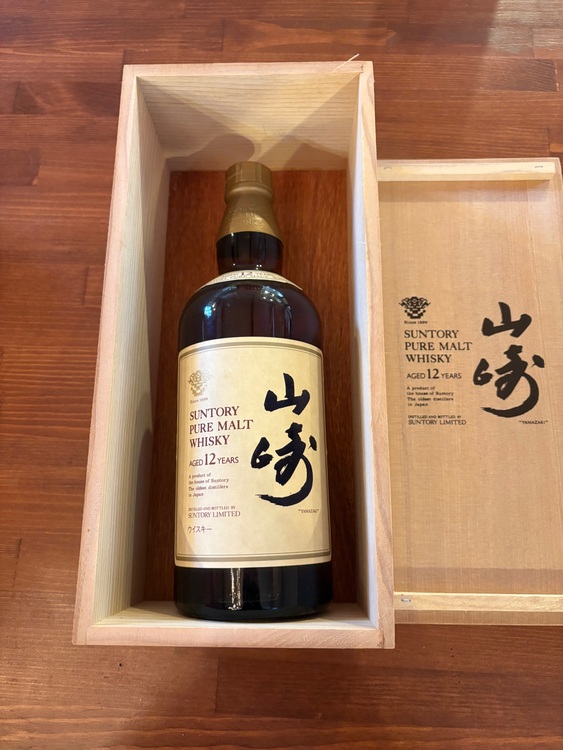 12
Since 1899
SUNTORY
PURE MALT
WHISKY
AGED 12 YEARS
A product of
the house of Suntory
The oldest distillers
in Japan
DISTILLED AND BOTTLED BY
SUNTORY LIMITED
ウイスキー
山崎
"YAMAZAKI"
Since 1899
SUNTORY
PURE MALT
WHISKY
AGED 12 YEARS
A product of
the house of Suntory
The oldest distillers
in Japan
DISTILLED AND BOTTLED BY
SUNTORY LIMITED
山崎
"YAMAZAKI"